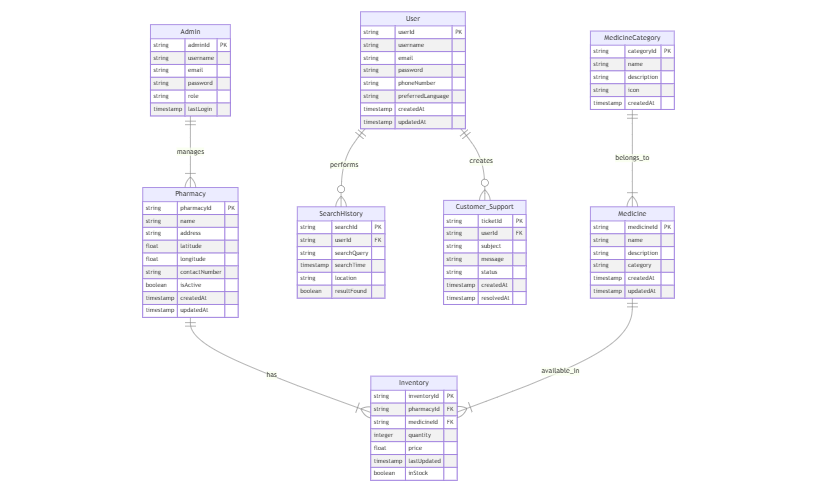 Admin
string adminId PK
string username
string email
string password
string role
timestamp lastLogin
User
string userId PK
string username
string email
string password
string phoneNumber
string preferredLanguage
timestamp createdAt
timestamp updatedAt
MedicineCategory
string categoryId PK
string name
string description
string icon
timestamp createdAt
manages
performs
creates
belongs_to
Pharmacy
string pharmacyId PK
string name
string address
float latitude
float longitude
string contactNumber
boolean isActive
timestamp createdAt
timestamp updatedAt
SearchHistory
string searchId PK
string userId FK
string searchQuery
timestamp searchTime
string location
boolean resultFound
Customer_Support
string ticketId PK
string userId FK
string subject
string message
string status
timestamp createdAt
timestamp resolvedAt
Medicine
string medicineId PK
string name
string description
string category
timestamp createdAt
timestamp updatedAt
has
available_in
Inventory
string inventoryId PK
string pharmacyId FK
string medicineId FK
integer quantity
float price
timestamp lastUpdated
boolean inStock